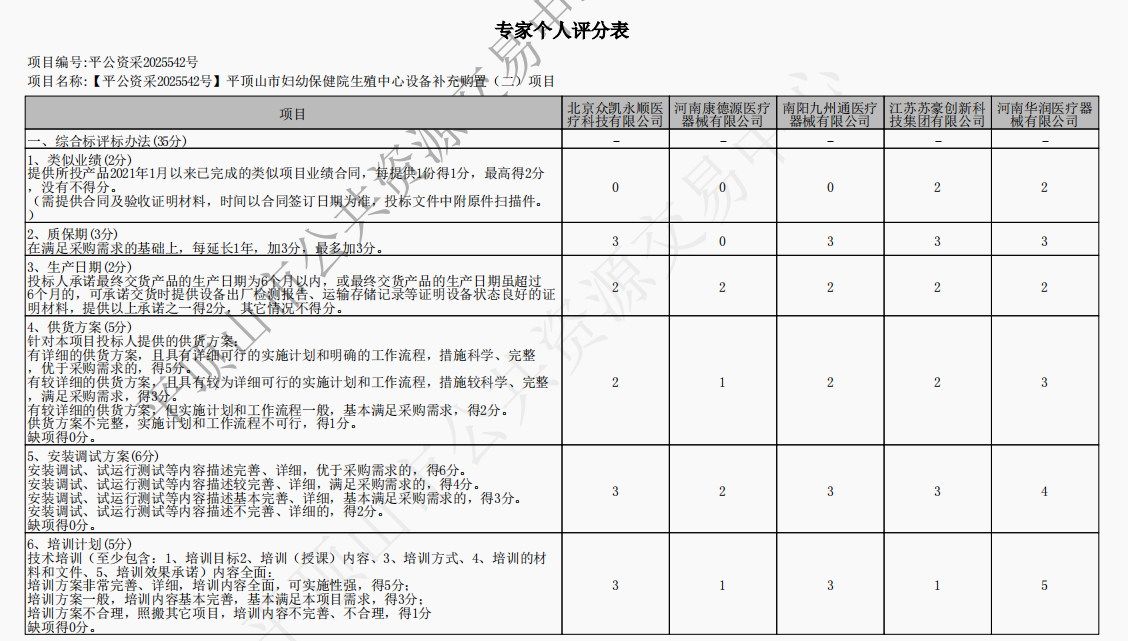 专家个人评分表
项目编号:平公资采2025542号
项目名称:【平公资采2025542号】平顶山市妇幼保健院生殖中心设备补充购置（二）项目
项目 北京众凯永顺医疗科技有限公司 河南康德源医疗器械有限公司 南阳九州通医疗器械有限公司 江苏苏豪创新科技集团有限公司 河南华润医疗器械有限公司
一、综合标评标办法(35分) － － － － －
1、类似业绩(2分)
提供所投产品2021年1月以来已完成的类似项目业绩合同，每提供1份得1分，最高得2分
，没有不得分。
（需提供合同及验收证明材料，时间以合同签订日期为准，投标文件中附原件扫描件。
）
0 0 0 2 2
2、质保期(3分)
在满足采购需求的基础上，每延长1年，加3分，最多加3分。
3 0 3 3 3
3、生产日期(2分)
投标人承诺最终交货产品的生产日期为6个月以内，或最终交货产品的生产日期虽超过
6个月的，可承诺交货时提供设备出厂检测报告、运输存储记录等证明设备状态良好的证
明材料，提供以上承诺之一得2分，其它情况不得分。
2 2 2 2 2
4、供货方案(5分)
针对本项目投标人提供的供货方案：
有详细的供货方案，且具有详细可行的实施计划和明确的工作流程，措施科学、完整
，优于采购需求的，得5分。
有较详细的供货方案，且具有较为详细可行的实施计划和工作流程，措施较科学、完整
，满足采购需求，得3分。
有较详细的供货方案，但实施计划和工作流程一般，基本满足采购需求，得2分。
供货方案不完整，实施计划和工作流程不可行，得1分。
缺项得0分。
2 1 2 2 3
5、安装调试方案(6分)
安装调试、试运行测试等内容描述完善、详细，优于采购需求的，得6分。
安装调试、试运行测试等内容描述较完善、详细，满足采购需求的，得4分。
安装调试、试运行测试等内容描述基本完善、详细，基本满足采购需求的，得3分。
安装调试、试运行测试等内容描述不完善、详细的，得2分。
缺项得0分。
3 2 3 3 4
6、培训计划(5分)
技术培训（至少包含：1、培训目标2、培训（授课）内容、3、培训方式、4、培训的材
料和文件、5、培训效果承诺）内容全面：
培训方案非常完善、详细，培训内容全面，可实施性强，得5分；
培训方案一般，培训内容基本完善，基本满足本项目需求，得3分；
培训方案不合理，照搬其它项目，培训内容不完善、不合理，得1分
缺项得0分。
3 1 3 1 5
平顶山市公共资源交易中
平顶山市公共资源交易中心